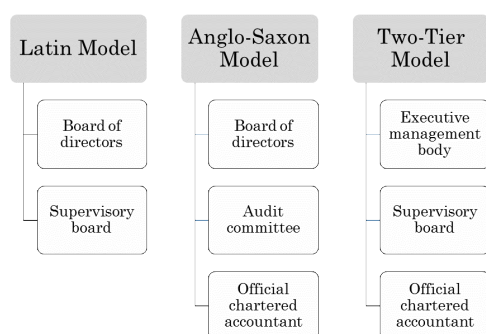 Latin Model
Board of
directors
Supervisory
board
Anglo-Saxon
Model
Board of
directors
Audit
committee
Official
chartered
accountant
Two-Tier
Model
Executive
management
body
Supervisory
board
Official
chartered
accountant